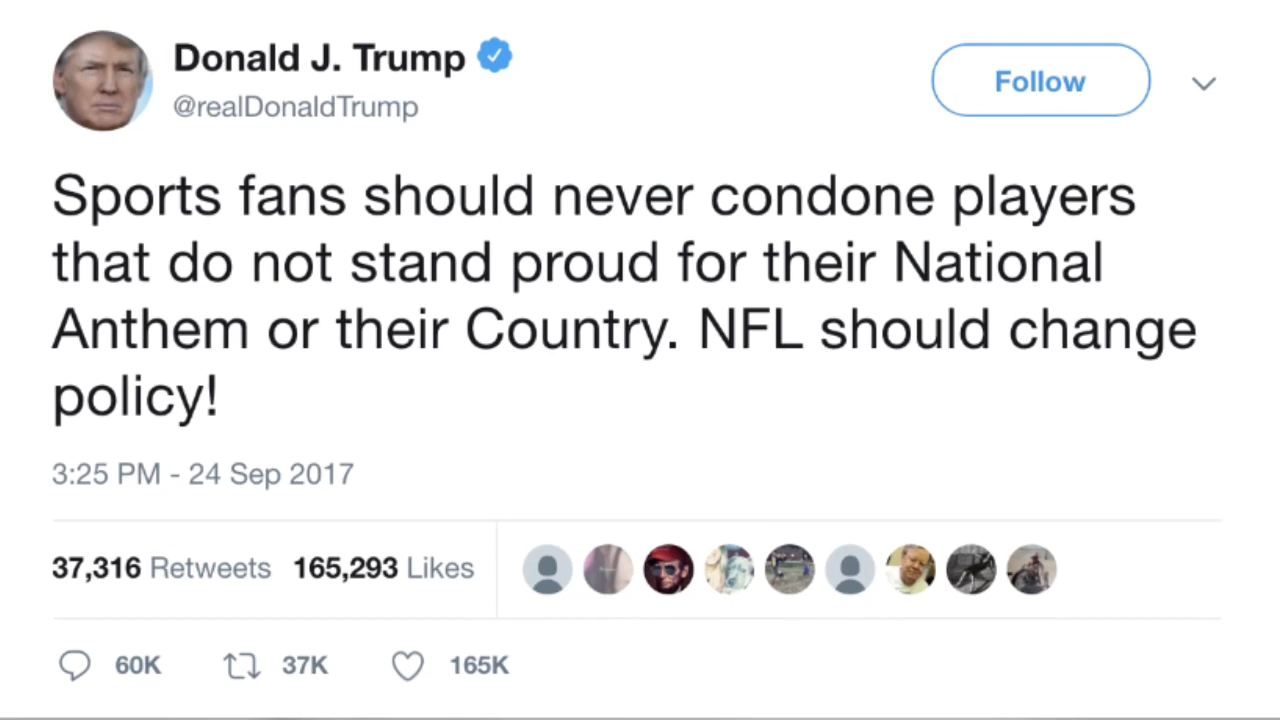 Donald J. Trump
@realDonaldTrump
Follow
Sports fans should never condone players
that do not stand proud for their National
Anthem or their Country. NFL should change
policy!
3:25 PM - 24 Sep 2017
37,316 Retweets 165,293 Likes
60K 37K 165K